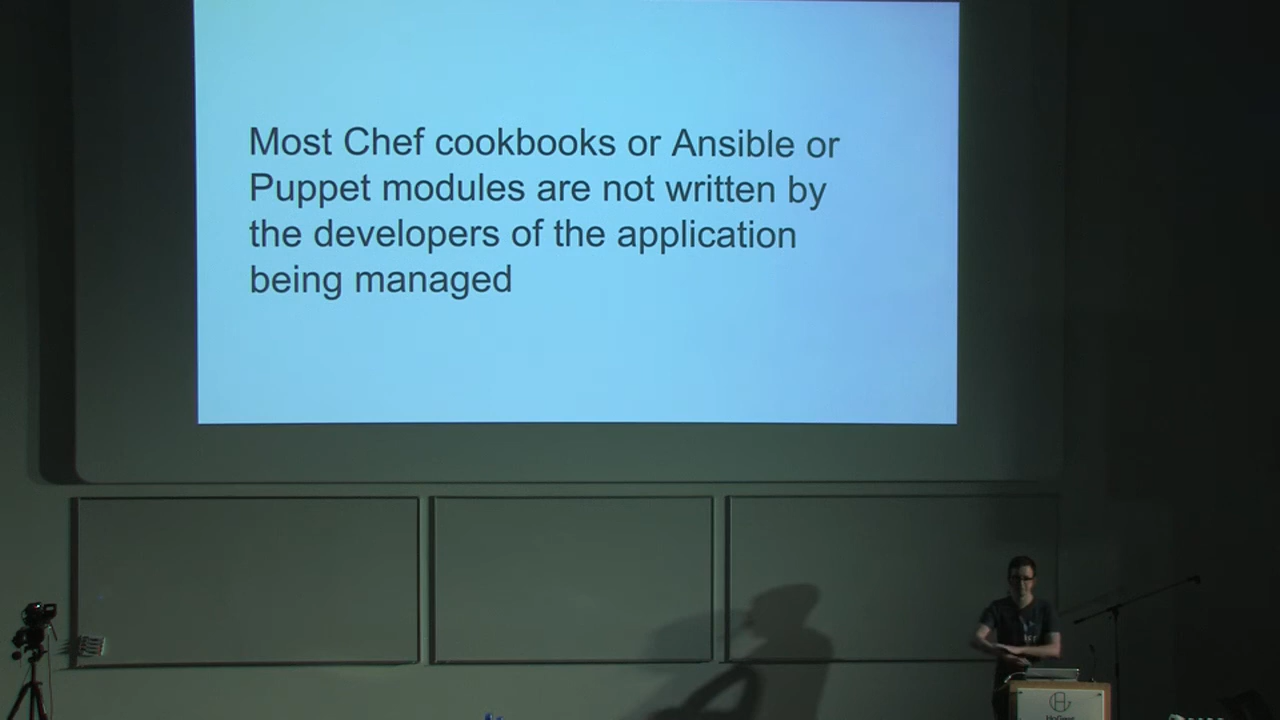 Most Chef cookbooks or Ansible or
Puppet modules are not written by
the developers of the application
being managed